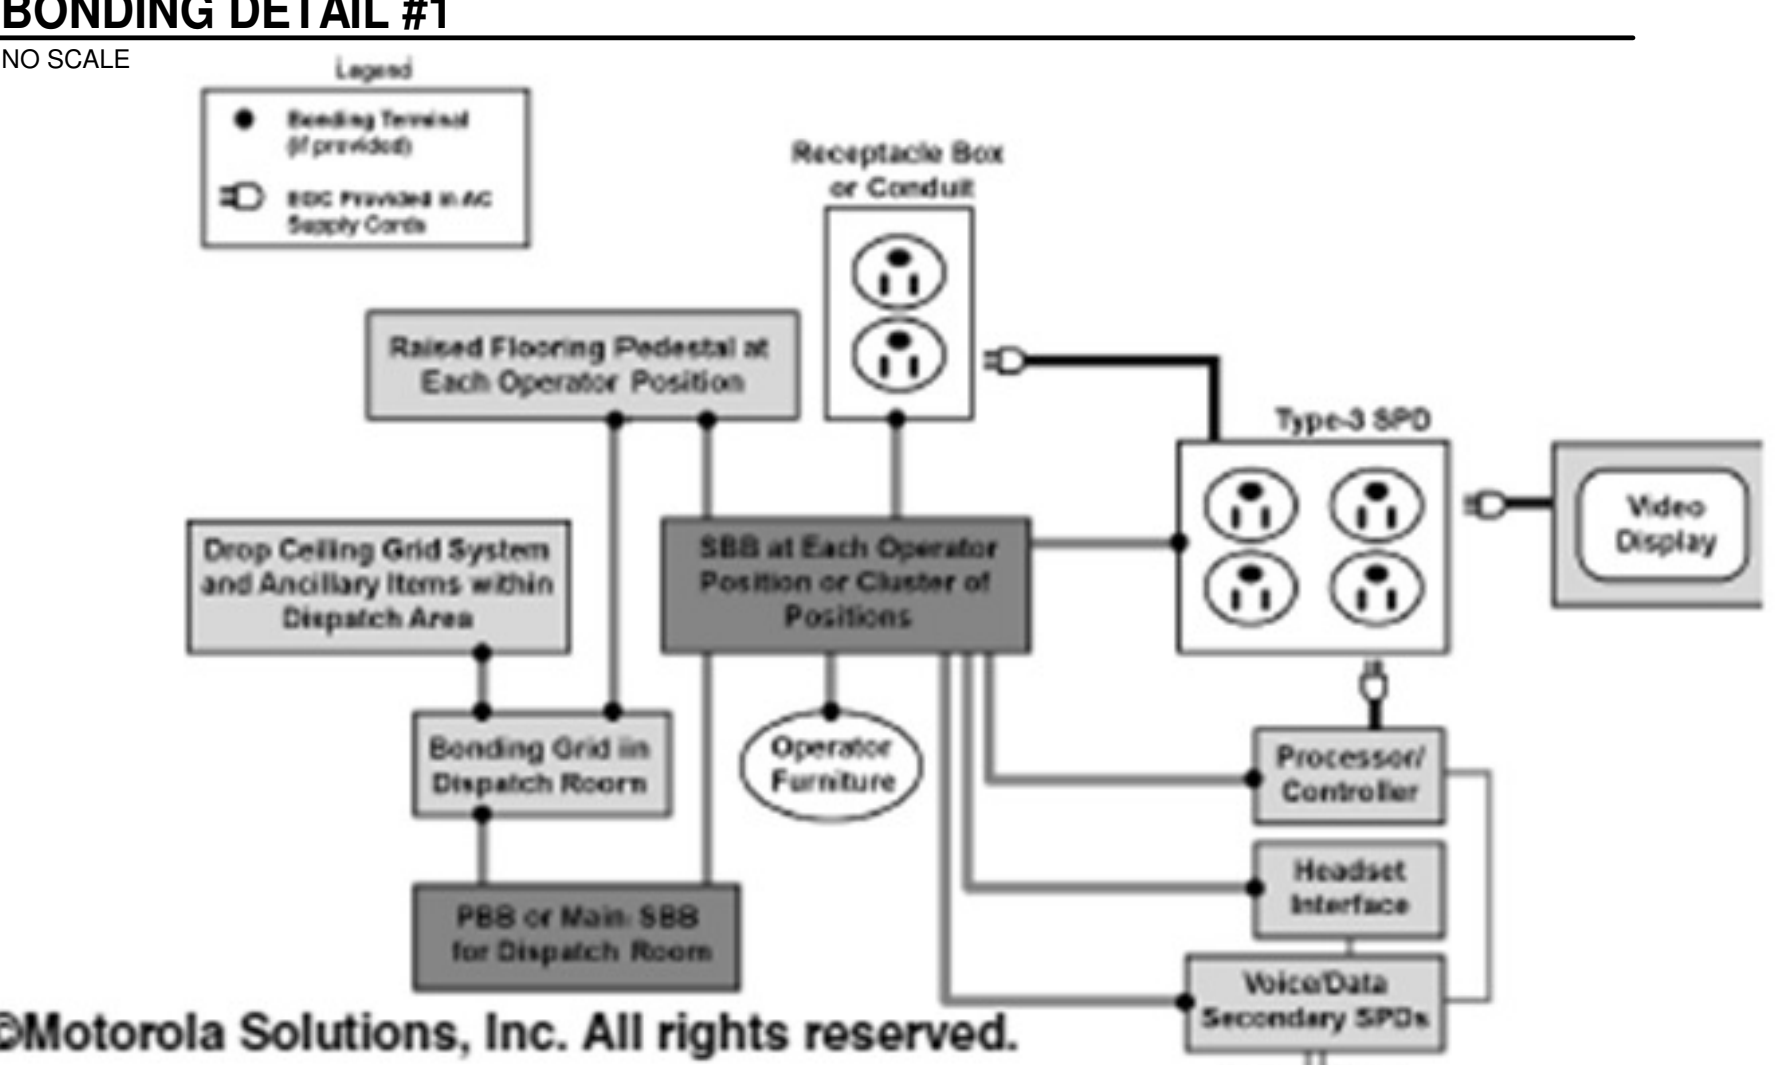 BONDING DETAIL #1
NO SCALE
Legend
Bonding Terminal
(if provided)
EGC Provided in AC
Supply Cords
Receptacle Box
or Conduit
Raised Flooring Pedestal at
Each Operator Position
Type-3 SPD
Video
Display
Drop Ceiling Grid System
and Ancillary Items within
Dispatch Area
SBB at Each Operator
Position or Cluster of
Positions
Bonding Grid iin
Dispatch Room
Operator
Furniture
Processor/
Controller
Headset
Interface
PBB or Main SBB
for Dispatch Room
Voice/Data
Secondary SPDs
©Motorola Solutions, Inc. All rights reserved.